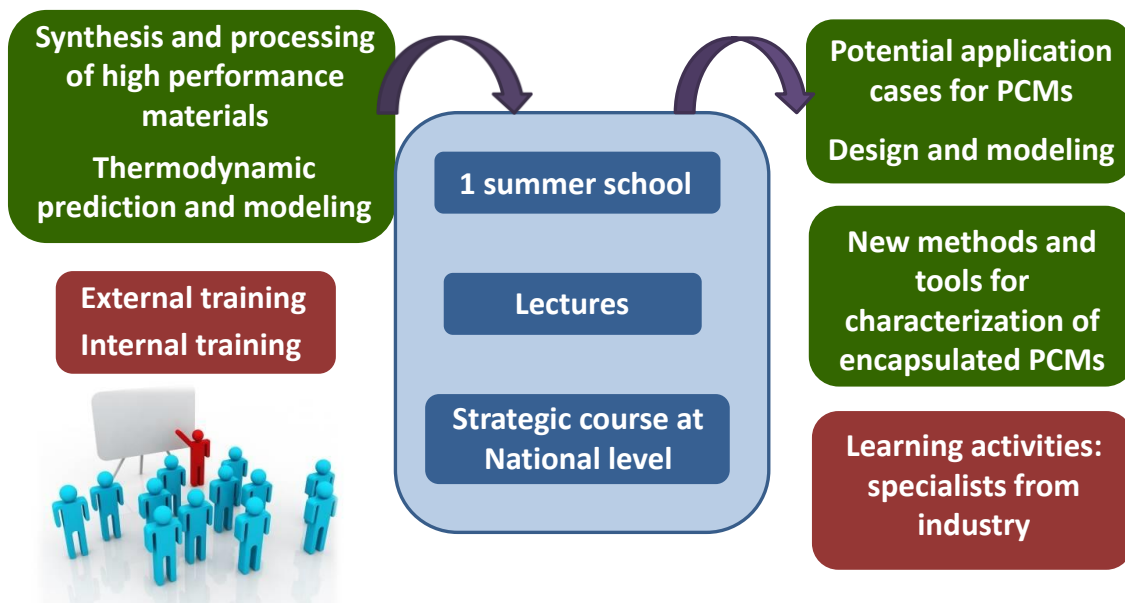 Synthesis and processing
of high performance
materials
Thermodynamic
prediction and modeling
External training
Internal training
1 summer school
Lectures
Strategic course at
National level
Potential application
cases for PCMs
Design and modeling
New methods and
tools for
characterization of
encapsulated PCMs
Learning activities:
specialists from
industry